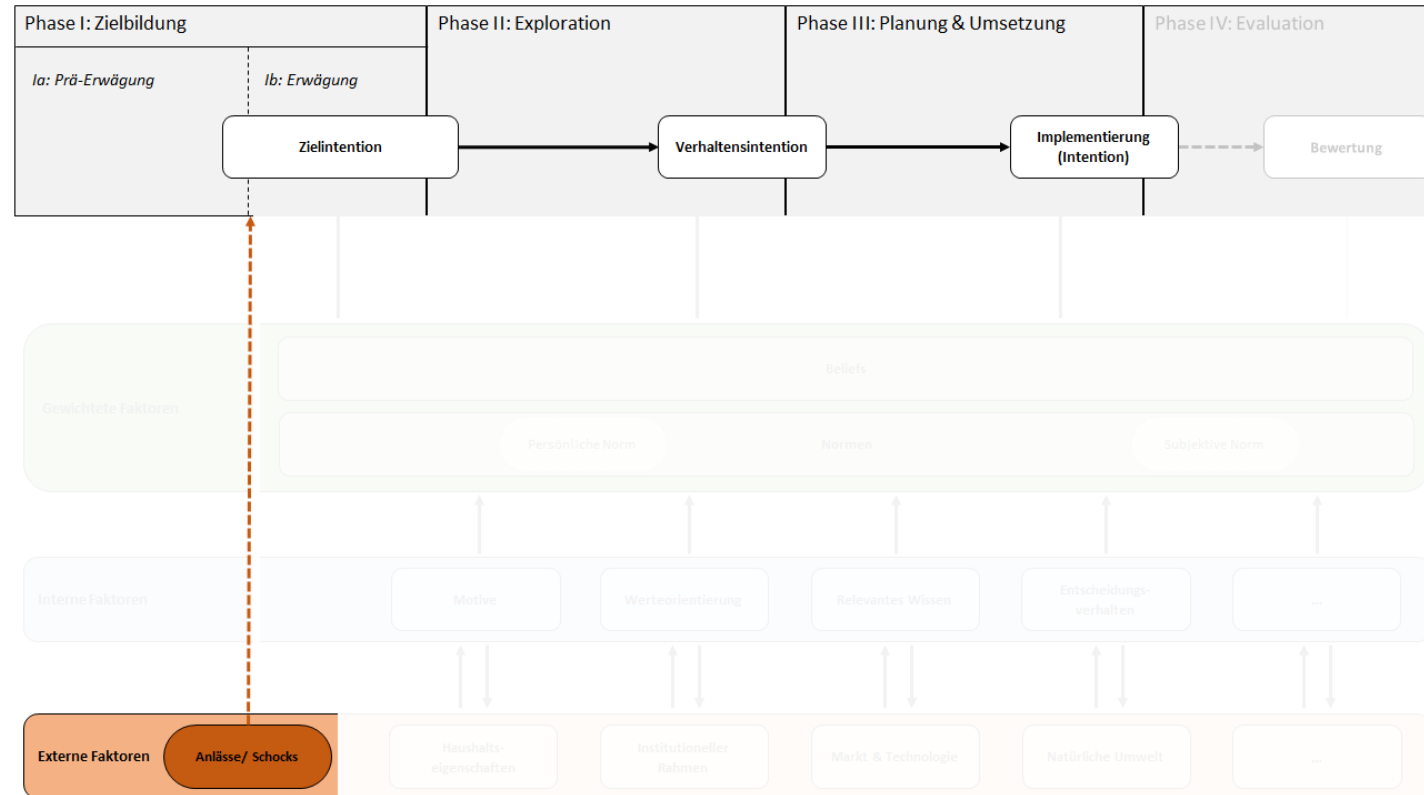 Phase I: Zielbildung
Phase II: Exploration
Phase III: Planung & Umsetzung
Phase IV: Evaluation
Ia: Prä-Erwägung
Ib: Erwägung
Zielintention
Verhaltensintention
Implementierung
(Intention)
Bewertung
Beliefs
Gewichtete Faktoren
Persönliche Norm
Normen
Subjektive Norm
Interne Faktoren
Motive
Werteorientierung
Relevantes Wissen
Entscheidungs-
verhalten
...
Externe Faktoren
Anlässe/ Schocks
Haushalts-
eigenschaften
Institutioneller
Rahmen
Markt & Technologie
Natürliche Umwelt
...